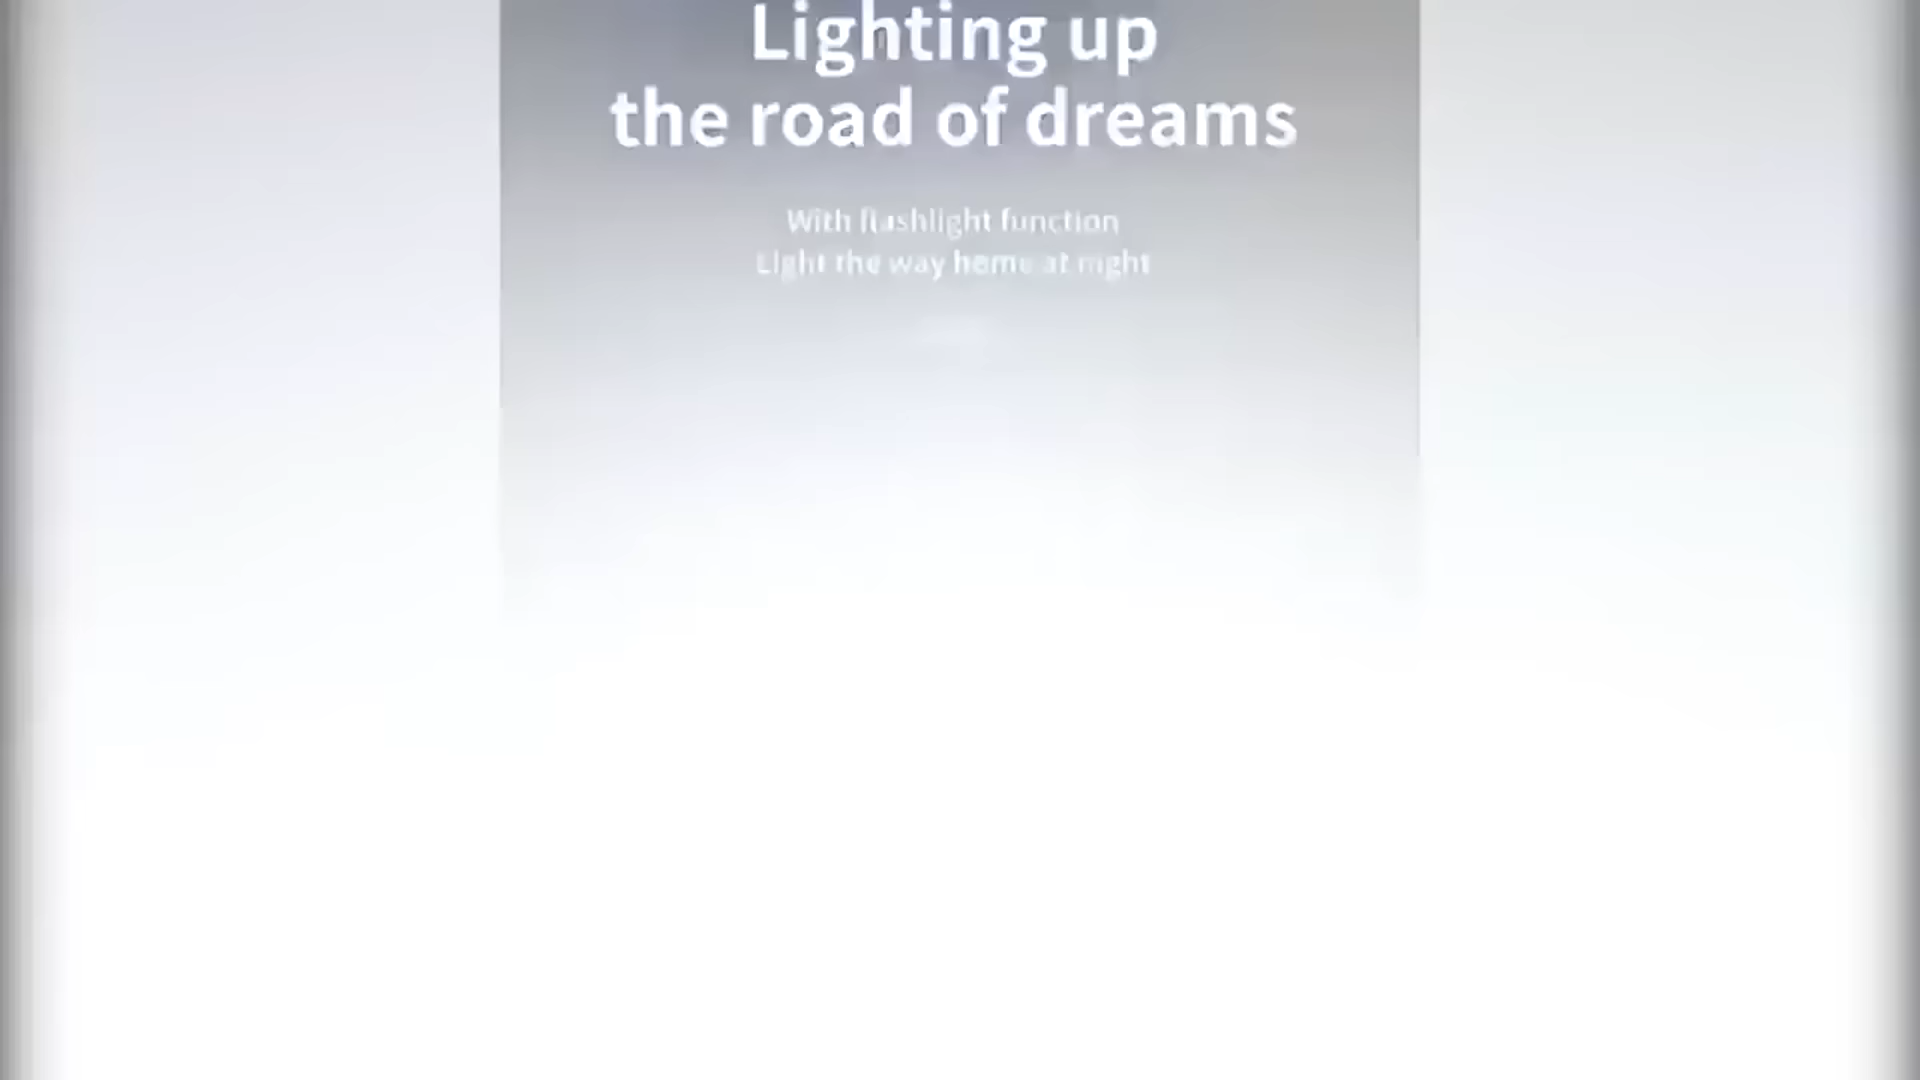 Lighting up
the road of dreams
With flashlight function
Light the way home at night